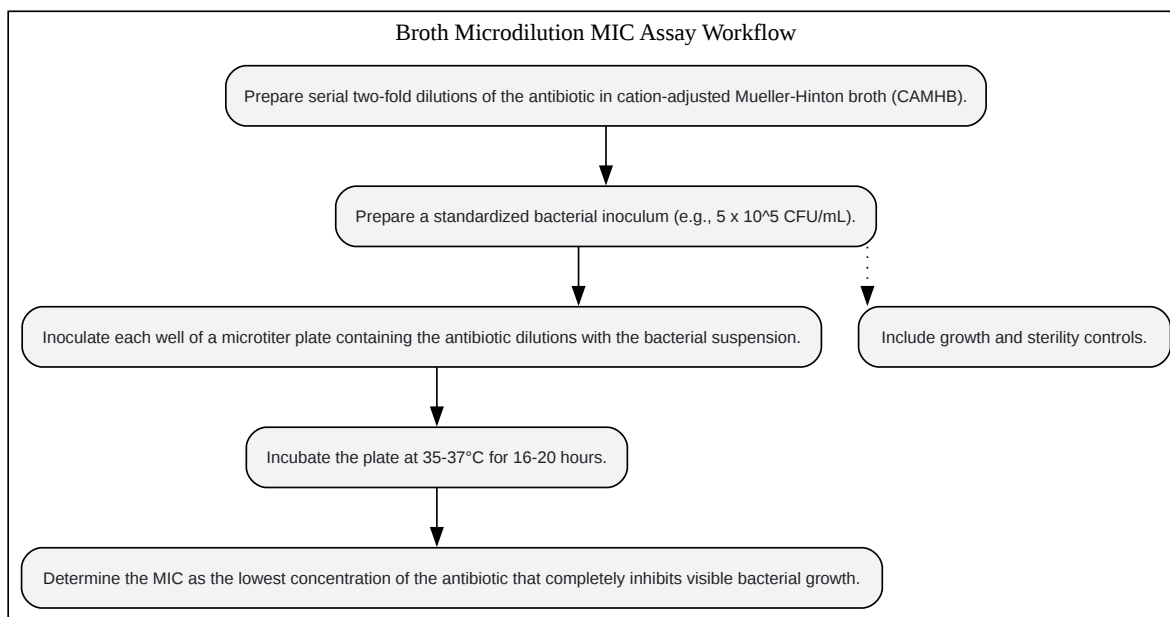 Broth Microdilution MIC Assay Workflow
Prepare serial two-fold dilutions of the antibiotic in cation-adjusted Mueller-Hinton broth (CAMHB).
Prepare a standardized bacterial inoculum (e.g., 5 x 10^5 CFU/mL).
Inoculate each well of a microtiter plate containing the antibiotic dilutions with the bacterial suspension.
Include growth and sterility controls.
Incubate the plate at 35-37°C for 16-20 hours.
Determine the MIC as the lowest concentration of the antibiotic that completely inhibits visible bacterial growth.